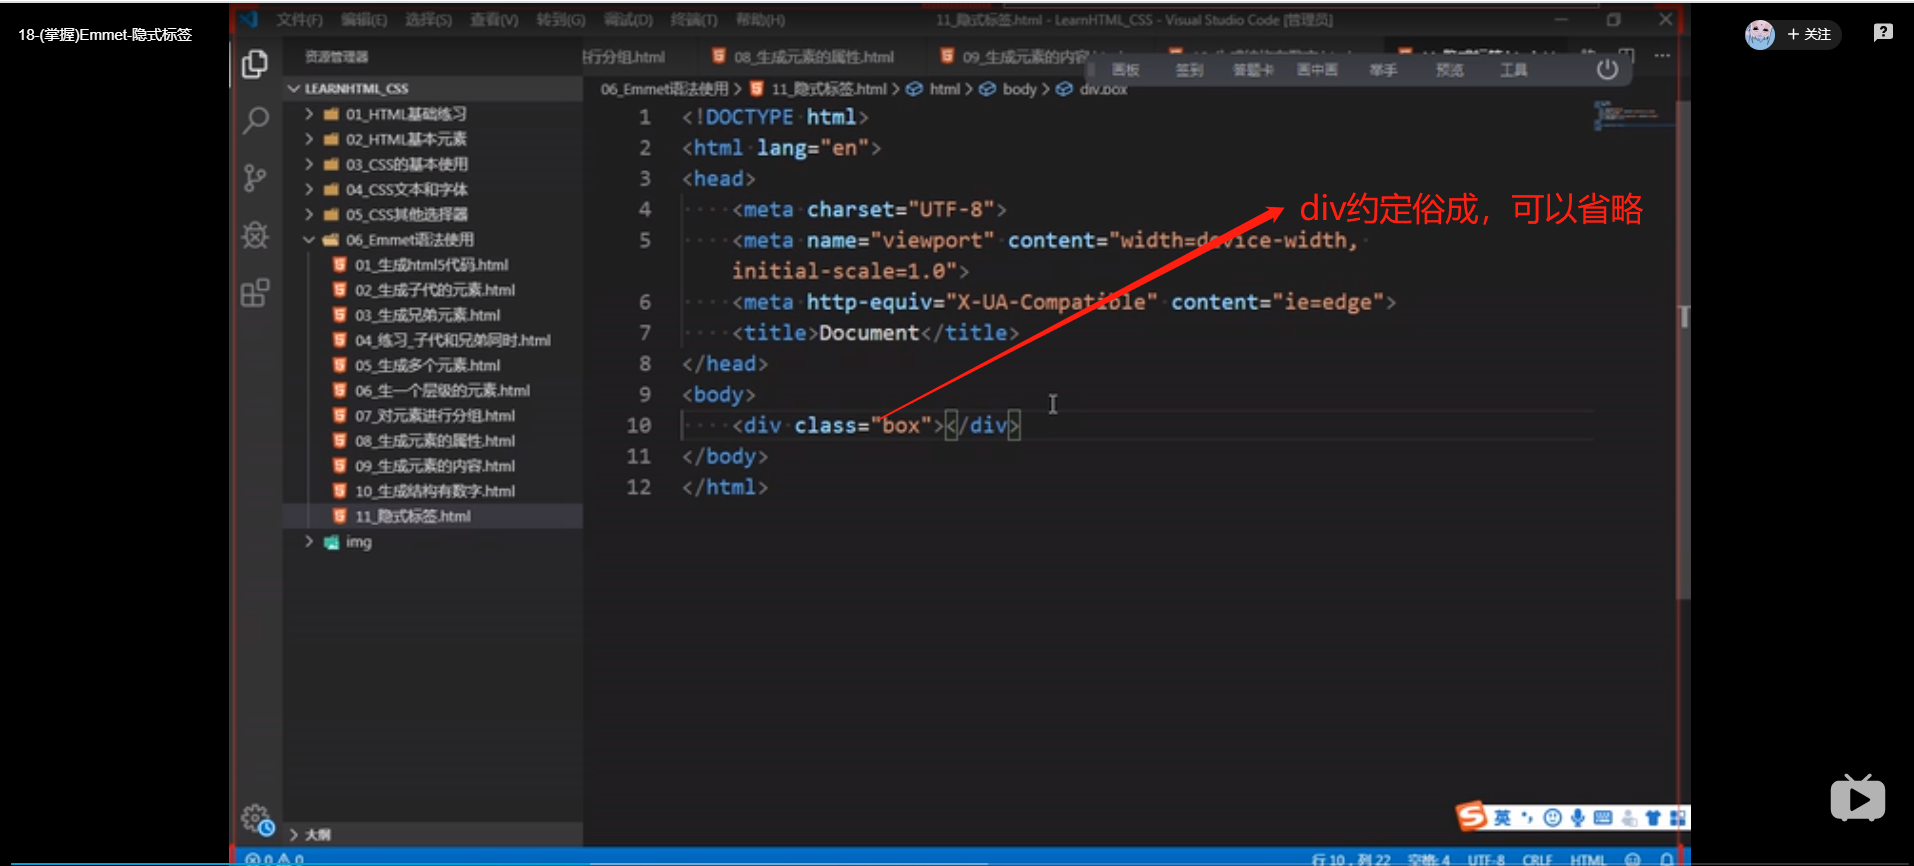 18-(掌握)Emmet-隐式标签
+ 关注
文件(F) 编辑(E) 选择(S) 查看(V) 转到(G) 调试(D) 终端(T) 帮助(H)
11_隐式标签.html - LearnHTML_CSS - Visual Studio Code [管理员]
资源管理器
行分组.html
08_生成元素的属性.html
09_生成元素的内容
画板 签到 答题卡 画中画 举手 预览 工具
LEARNHTML_CSS
01_HTML基础练习
02_HTML基本元素
03_CSS的基本使用
04_CSS文本和字体
05_CSS其他选择器
06_Emmet语法使用
01_生成html5代码.html
02_生成子代的元素.html
03_生成兄弟元素.html
04_练习_子代和兄弟同时.html
05_生成多个元素.html
06_生一个层级的元素.html
07_对元素进行分组.html
08_生成元素的属性.html
09_生成元素的内容.html
10_生成结构有数字.html
11_隐式标签.html
img
大纲
06_Emmet语法使用 > 11_隐式标签.html > html > body > div.box
1 <!DOCTYPE html>
2 <html lang="en">
3 <head>
4 <meta charset="UTF-8">
5 <meta name="viewport" content="width=device-width,
initial-scale=1.0">
6 <meta http-equiv="X-UA-Compatible" content="ie=edge">
7 <title>Document</title>
8 </head>
9 <body>
10 <div class="box"></div>
11 </body>
12 </html>
div约定俗成，可以省略
英
0 0
行 10，列 22 空格: 4 UTF-8 CRLF HTML